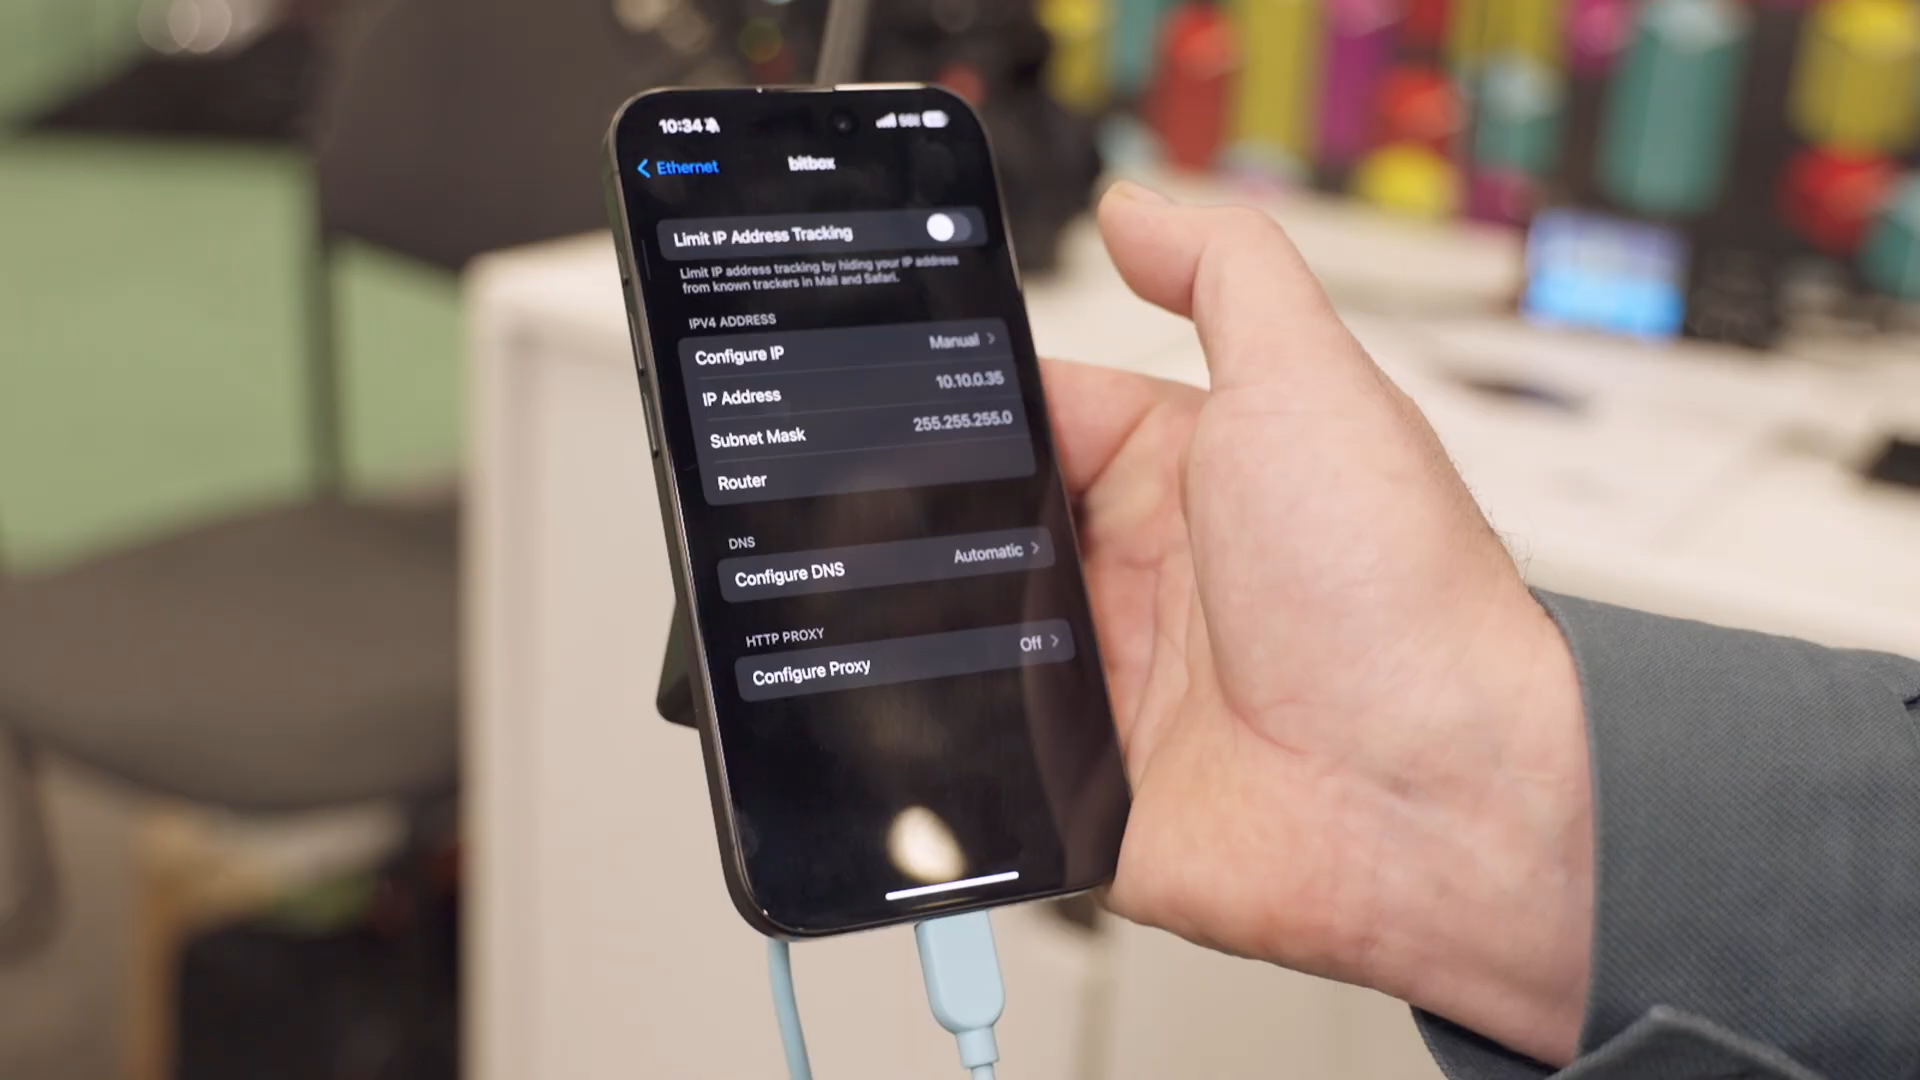 10:34
Ethernet
bitbox
Limit IP Address Tracking
Limit IP address tracking by hiding your IP address
from known trackers in Mail and Safari.
IPV4 ADDRESS
Configure IP Manual
IP Address 10.10.0.35
Subnet Mask 255.255.255.0
Router
DNS
Configure DNS Automatic
HTTP PROXY
Configure Proxy Off